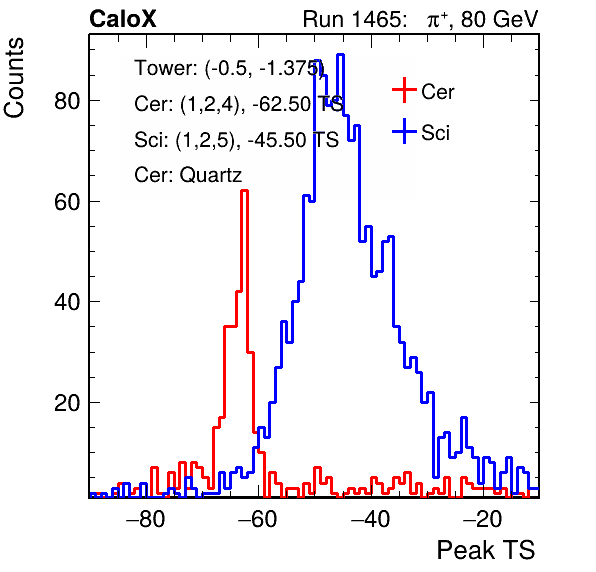 CaloX Run 1465: π⁺, 80 GeV
Counts
Tower: (-0.5, -1.375)
Cer: (1,2,4), -62.50 TS
Sci: (1,2,5), -45.50 TS
Cer: Quartz
Cer
Sci
80
60
40
20
−80 −60 −40 −20
Peak TS